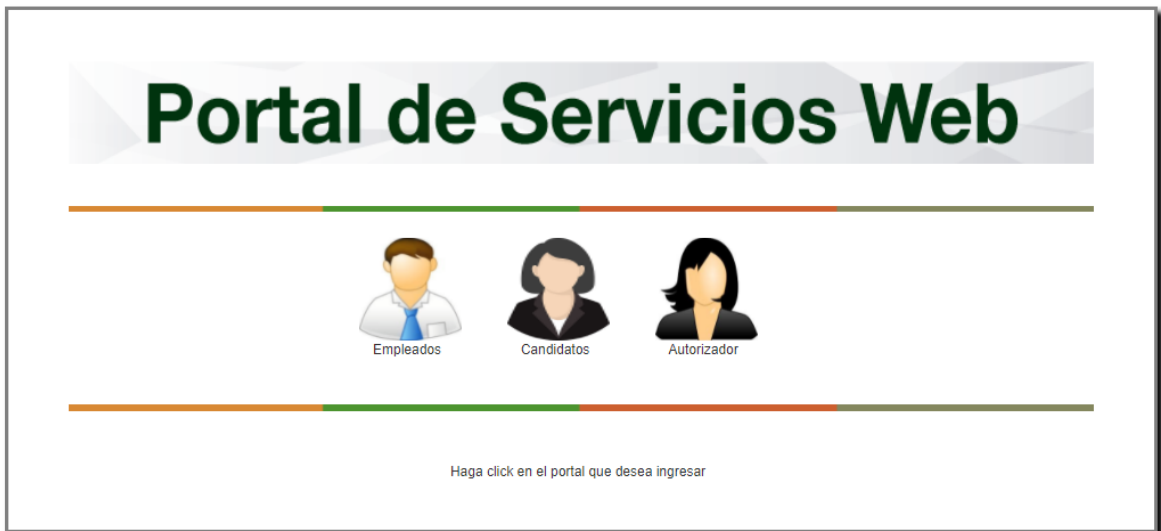 Portal de Servicios Web
Empleados Candidatos Autorizador
Haga click en el portal que desea ingresar